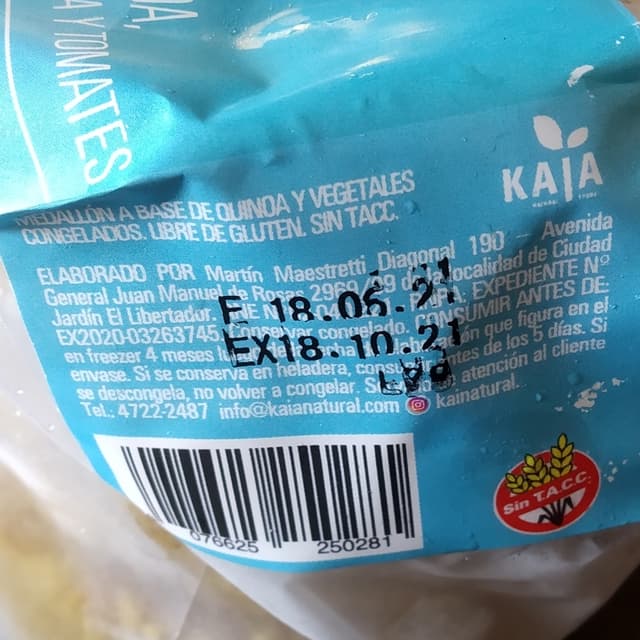 A Y TOMATES
KAIA
MEDALLÓN A BASE DE QUINOA Y VEGETALES
CONGELADOS. LIBRE DE GLUTEN. SIN TACC.
ELABORADO POR Martín Maestretti, Diagonal 190 – Avenida
General Juan Manuel de Rosas localidad de Ciudad
Jardín El Libertador. EXPEDIENTE Nº
EX2020-03263745 Conservar congelado. CONSUMIR ANTES DE:
en freezer 4 meses que figura en el
envase. Si se conserva en heladera, antes de los 5 días. Si
se descongela, no volver a congelar. atención al cliente
Tel.: 4722-2487 info@kaianatural.com kainatural.
E 18.06.21
EX18.10.21
076625 250281
Sin T.A.C.C.